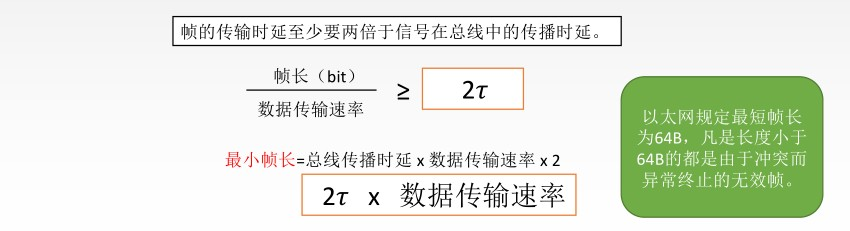 帧的传输时延至少要两倍于信号在总线中的传播时延。
帧长（bit）
数据传输速率
≥
2τ
最小帧长=总线传播时延 x 数据传输速率 x 2
2τ x 数据传输速率
以太网规定最短帧长
为64B，凡是长度小于
64B的都是由于冲突而
异常终止的无效帧。